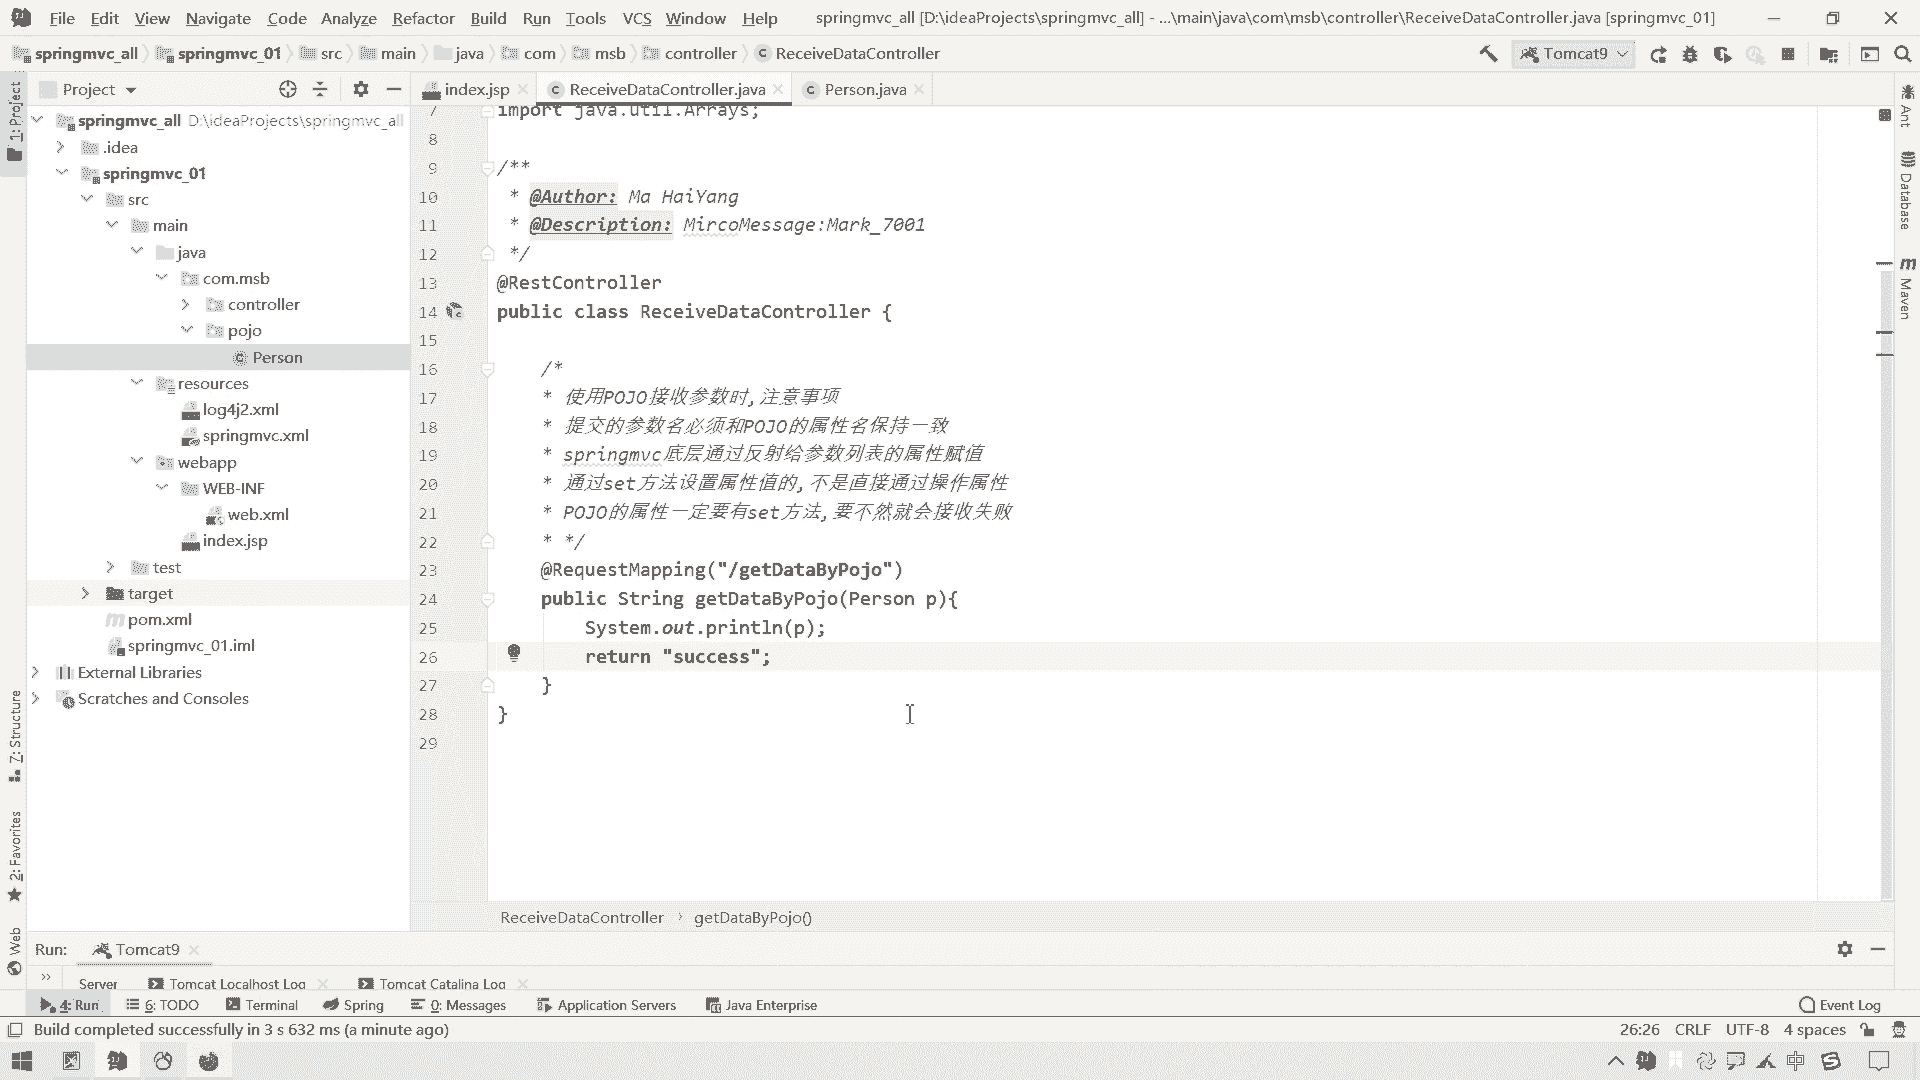 File Edit View Navigate Code Analyze Refactor Build Run Tools VCS Window Help springmvc_all [D:\ideaProjects\springmvc_all] - ...\main\java\com\msb\controller\ReceiveDataController.java [springmvc_01]
springmvc_all springmvc_01 src main java com msb controller ReceiveDataController Tomcat9
Project
index.jsp ReceiveDataController.java Person.java
1: Project
Z: Structure
2: Favorites
Web
springmvc_all D:\ideaProjects\springmvc_all
.idea
springmvc_01
src
main
java
com.msb
controller
pojo
Person
resources
log4j2.xml
springmvc.xml
webapp
WEB-INF
web.xml
index.jsp
test
target
pom.xml
springmvc_01.iml
External Libraries
Scratches and Consoles
7 import java.util.Arrays;
8
9 /**
10 * @Author: Ma HaiYang
11 * @Description: MircoMessage:Mark_7001
12 */
13 @RestController
14 public class ReceiveDataController {
15
16 /*
17 * 使用POJO接收参数时,注意事项
18 * 提交的参数名必须和POJO的属性名保持一致
19 * springmvc底层通过反射给参数列表的属性赋值
20 * 通过set方法设置属性值的,不是直接通过操作属性
21 * POJO的属性一定要有set方法,要不然就会接收失败
22 * */
23 @RequestMapping("/getDataByPojo")
24 public String getDataByPojo(Person p){
25 System.out.println(p);
26 return "success";
27 }
28 }
29
Ant
Database
Maven
ReceiveDataController › getDataByPojo()
Run: Tomcat9
Server Tomcat Localhost Log Tomcat Catalina Log
4: Run 6: TODO Terminal Spring 0: Messages Application Servers Java Enterprise Event Log
Build completed successfully in 3 s 632 ms (a minute ago) 26:26 CRLF UTF-8 4 spaces
中